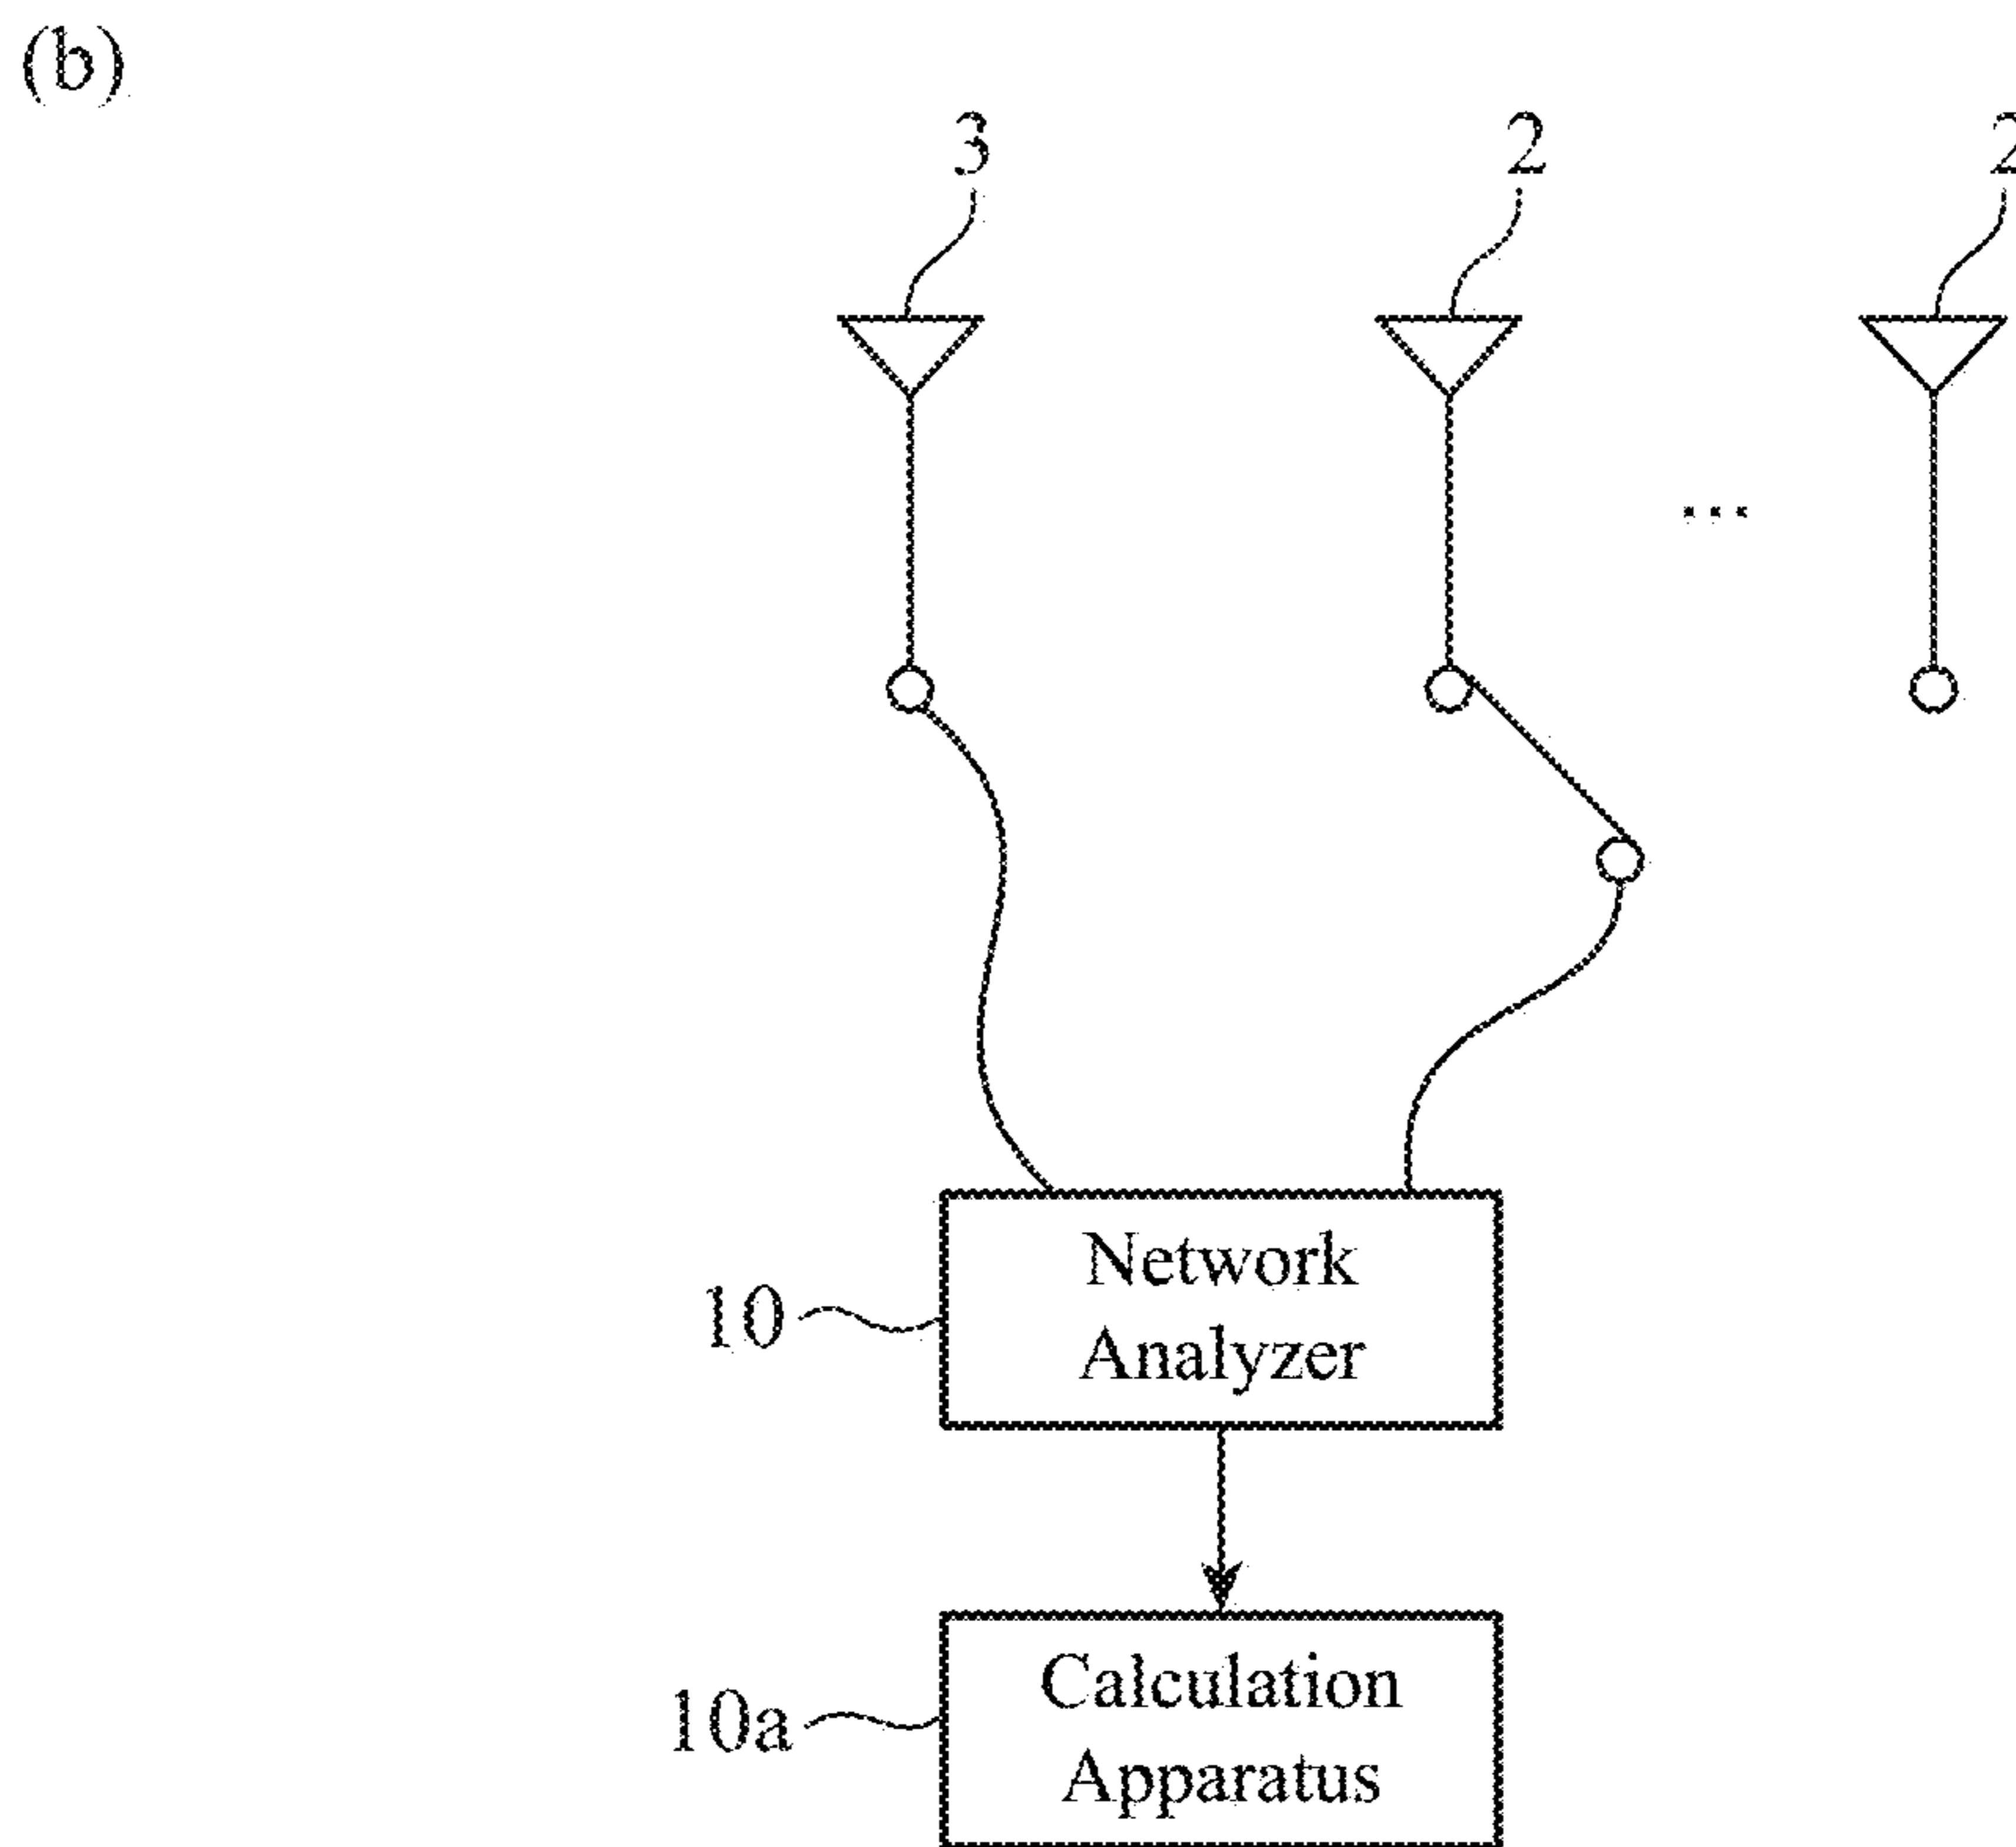 (b)
3 2 2
...
10
Network
Analyzer
10a
Calculation
Apparatus